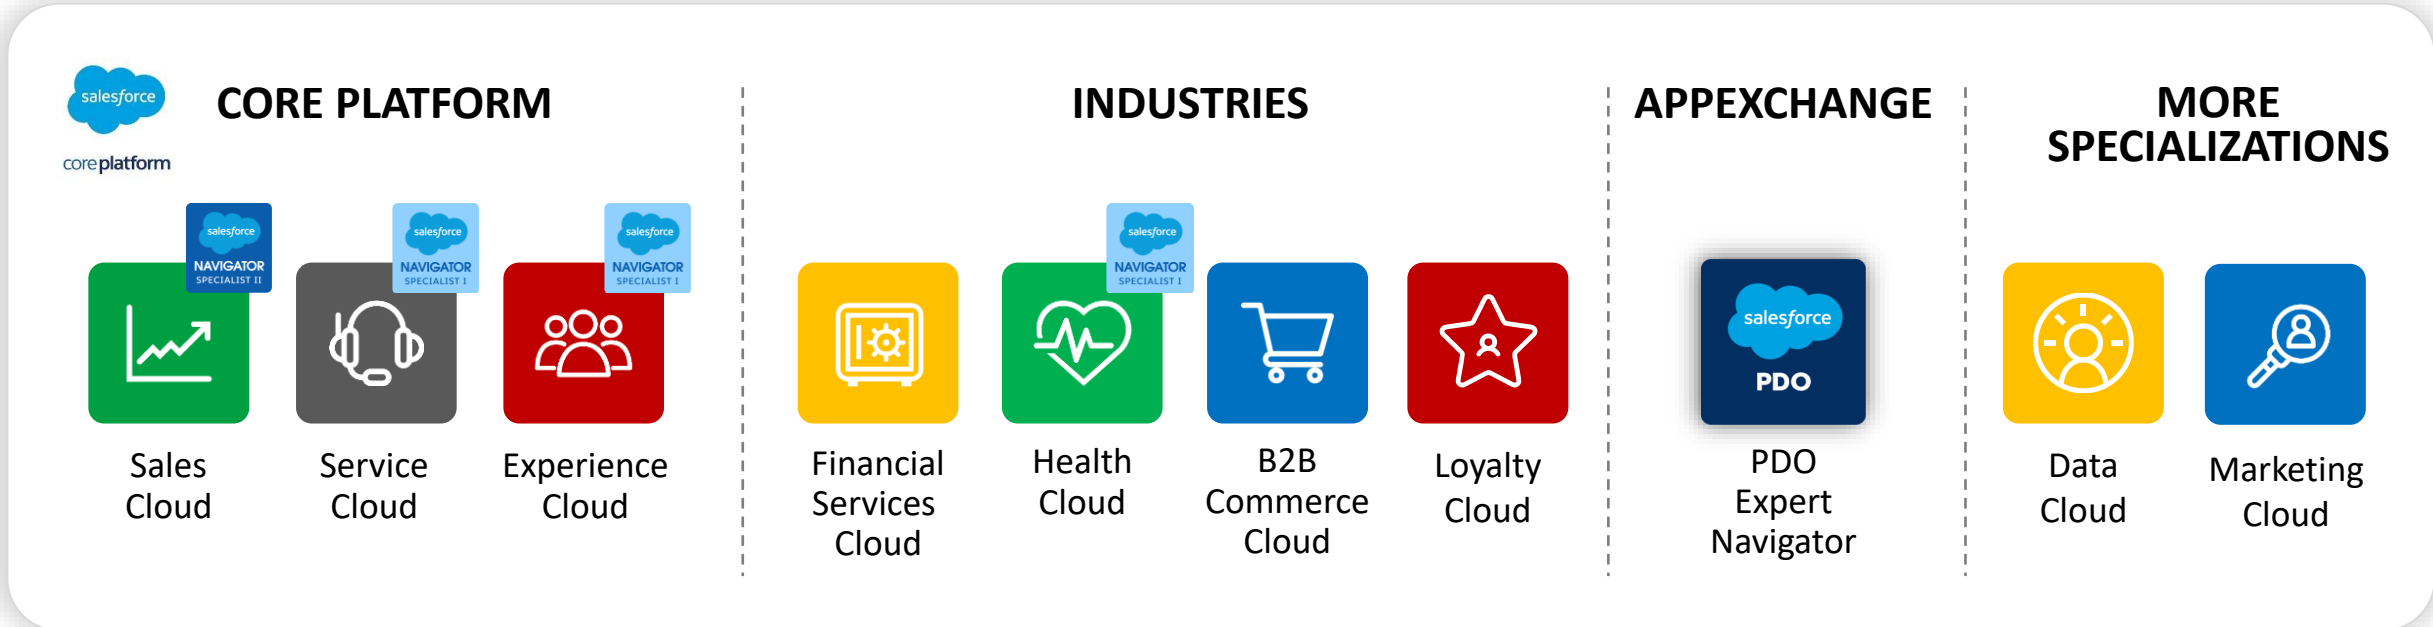 salesforce
core platform
CORE PLATFORM
salesforce
NAVIGATOR
SPECIALIST II
Sales
Cloud
salesforce
NAVIGATOR
SPECIALIST I
Service
Cloud
salesforce
NAVIGATOR
SPECIALIST I
Experience
Cloud
INDUSTRIES
Financial
Services
Cloud
salesforce
NAVIGATOR
SPECIALIST I
Health
Cloud
B2B
Commerce
Cloud
Loyalty
Cloud
APPEXCHANGE
salesforce
PDO
PDO
Expert
Navigator
MORE
SPECIALIZATIONS
Data
Cloud
Marketing
Cloud